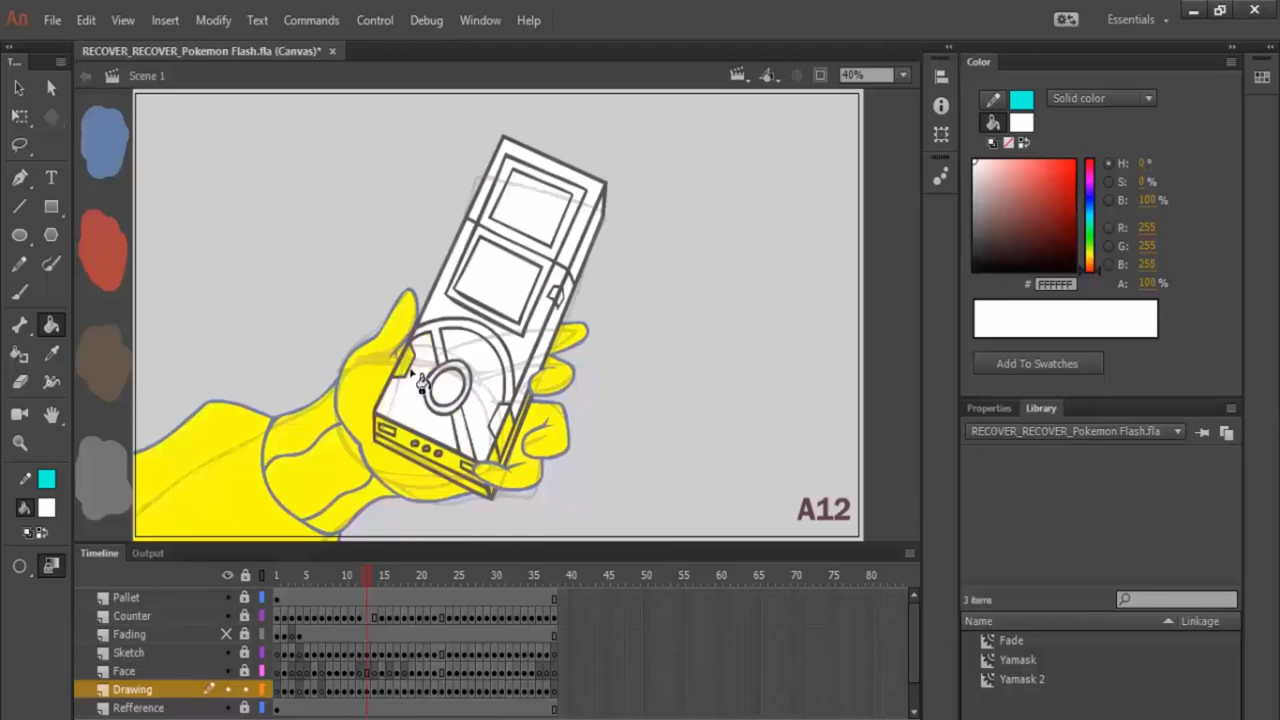 An File Edit View Insert Modify Text Commands Control Debug Window Help Essentials
RECOVER_RECOVER_Pokemon Flash.fla (Canvas)* ×
T...
Color
Scene 1
40%
Solid color
H: 0 °
S: 0 %
B: 100 %
R: 255
G: 255
B: 255
# FFFFFF A: 100 %
Add To Swatches
Properties Library
RECOVER_RECOVER_Pokemon Flash.fla
A12
Timeline Output
1 5 10 15 20 25 30 35 40 45 50 55 60 65 70 75 80
Pallet
Counter
Fading
Sketch
Face
Drawing
Refference
3 items
Name Linkage
Fade
Yamask
Yamask 2